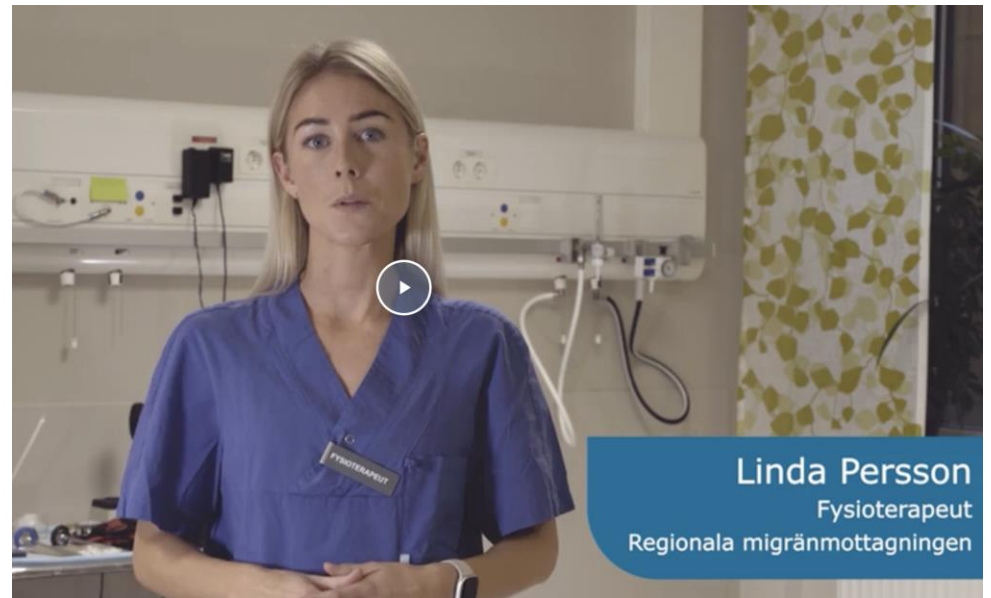 FYSIOTERAPEUT
Linda Persson
Fysioterapeut
Regionala migränmottagningen